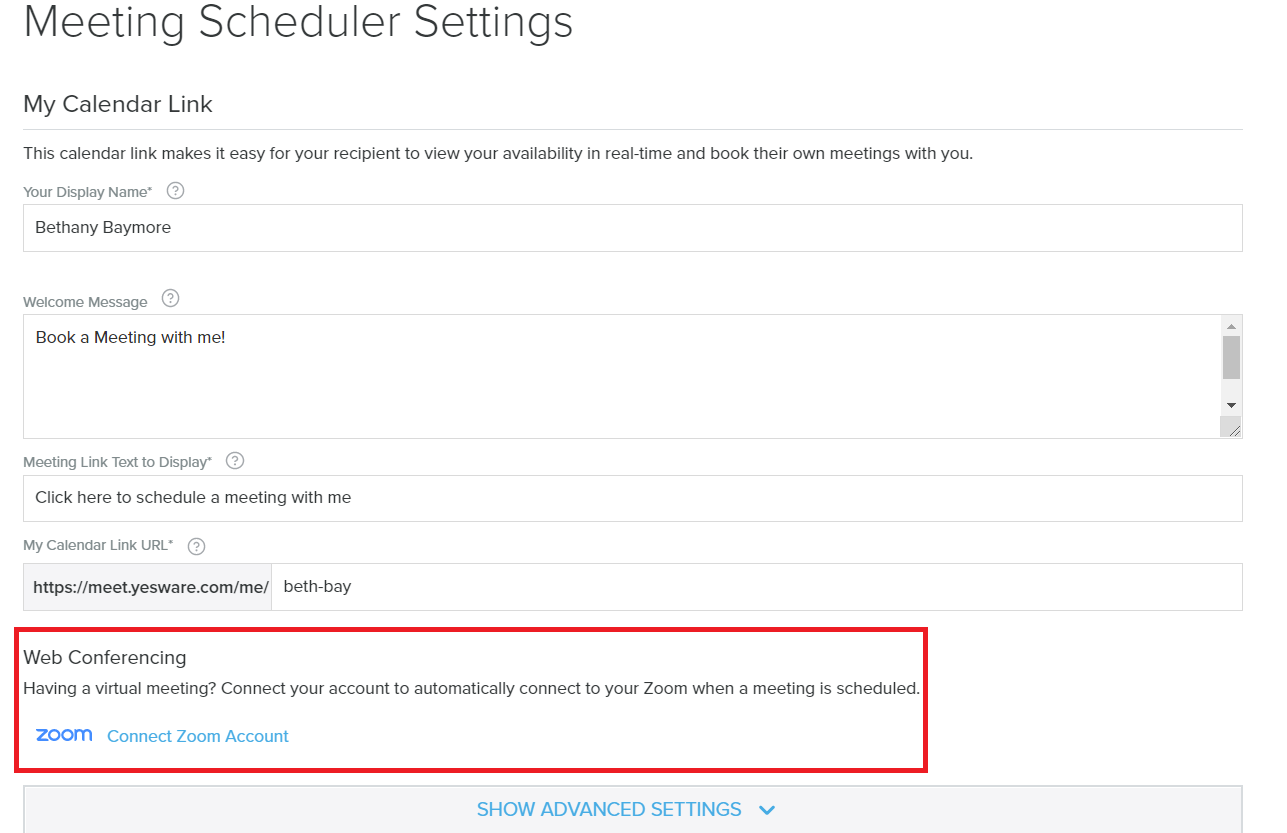 Meeting Scheduler Settings
My Calendar Link
This calendar link makes it easy for your recipient to view your availability in real-time and book their own meetings with you.
Your Display Name* ?
Bethany Baymore
Welcome Message ?
Book a Meeting with me!
Meeting Link Text to Display* ?
Click here to schedule a meeting with me
My Calendar Link URL* ?
https://meet.yesware.com/me/ beth-bay
Web Conferencing
Having a virtual meeting? Connect your account to automatically connect to your Zoom when a meeting is scheduled.
zoom Connect Zoom Account
SHOW ADVANCED SETTINGS